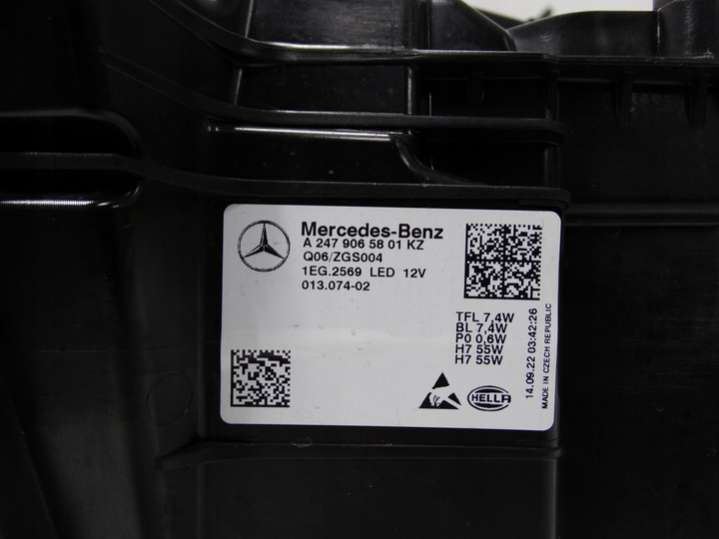 Mercedes-Benz
A 247 906 58 01 KZ
Q06/ZGS004
1EG.2569 LED 12V
013.074-02
TFL 7,4W
BL 7,4W
P0 0,6W
H7 55W
H7 55W
HELLA
14.09.22 03:42:26
MADE IN CZECH REPUBLIC